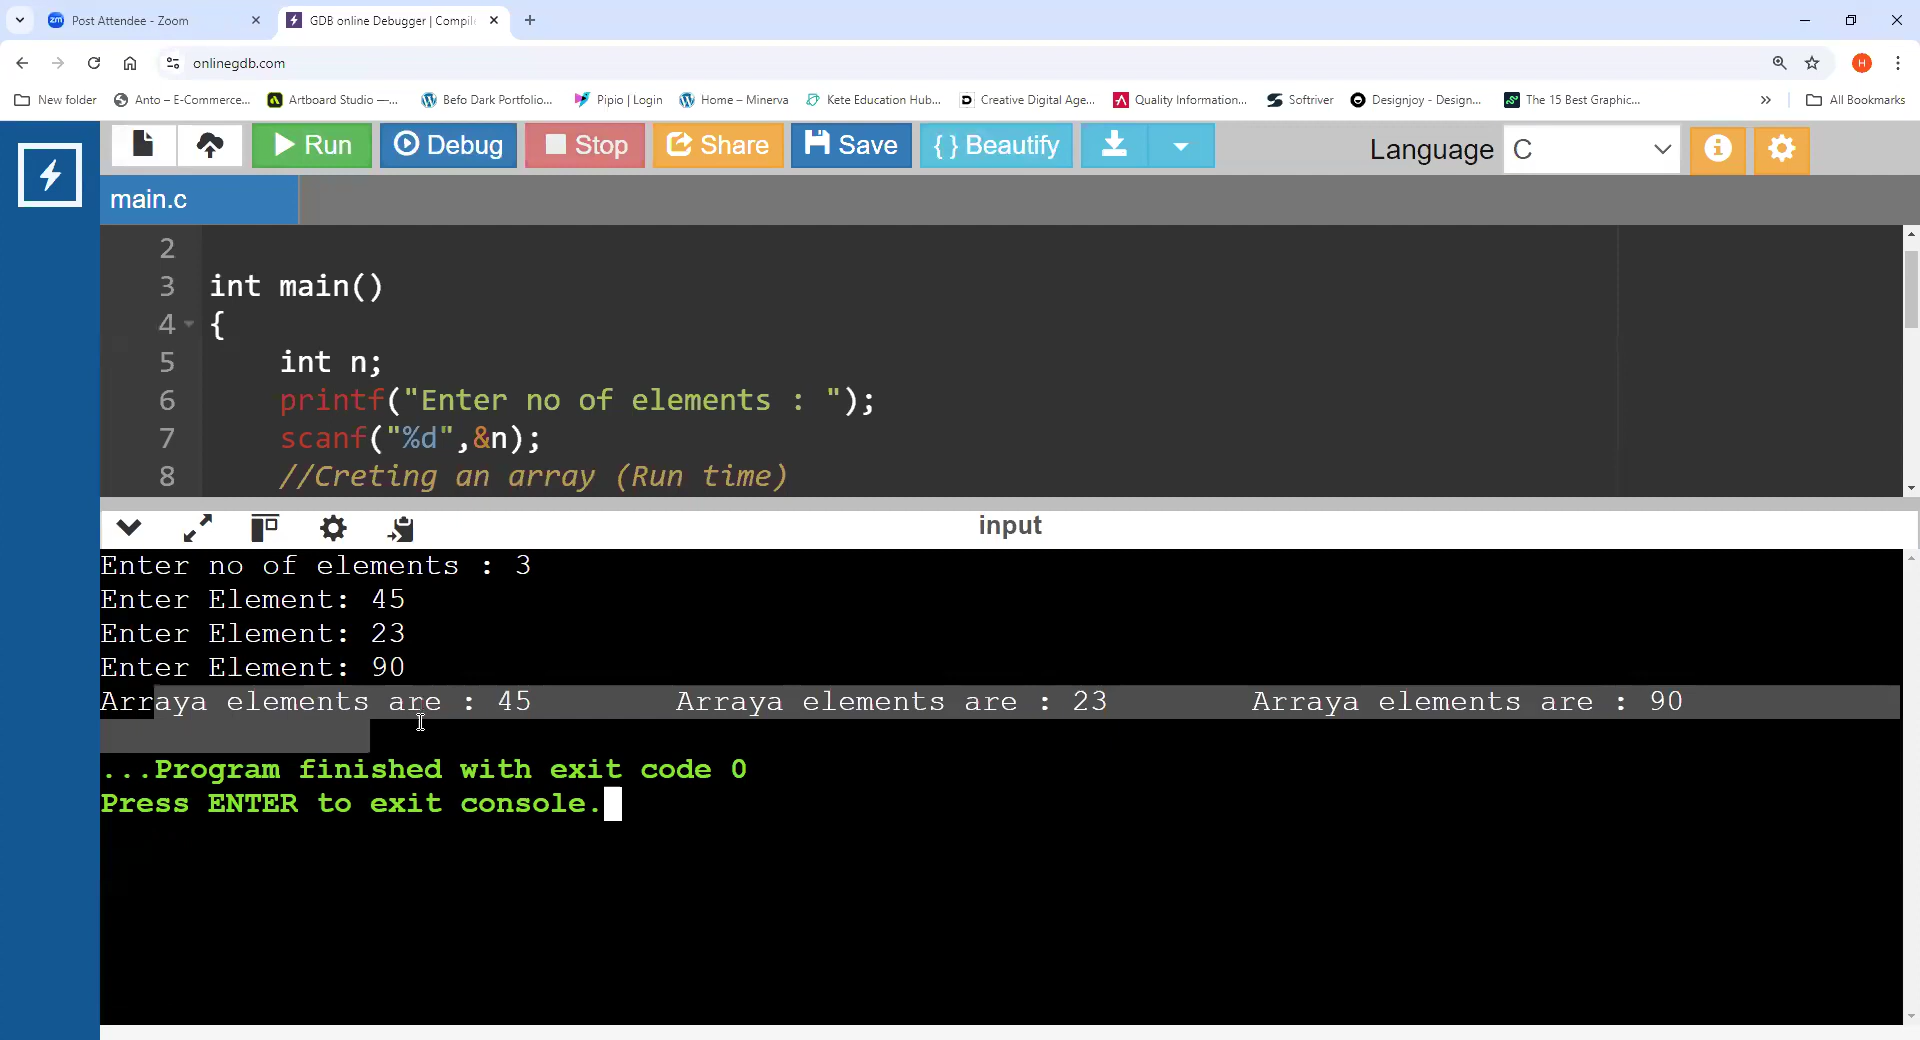 Post Attendee - Zoom
GDB online Debugger | Compil
onlinegdb.com
New folder
Anto – E-Commerce...
Artboard Studio —...
Befo Dark Portfolio...
Pipio | Login
Home – Minerva
Kete Education Hub...
Creative Digital Age...
Quality Information...
Softriver
Designjoy - Design...
The 15 Best Graphic...
All Bookmarks
Run
Debug
Stop
Share
Save
{ } Beautify
Language C
main.c
2
3 int main()
4 {
5 int n;
6 printf("Enter no of elements : ");
7 scanf("%d",&n);
8 //Creting an array (Run time)
input
Enter no of elements : 3
Enter Element: 45
Enter Element: 23
Enter Element: 90
Arraya elements are : 45 Arraya elements are : 23 Arraya elements are : 90
...Program finished with exit code 0
Press ENTER to exit console.